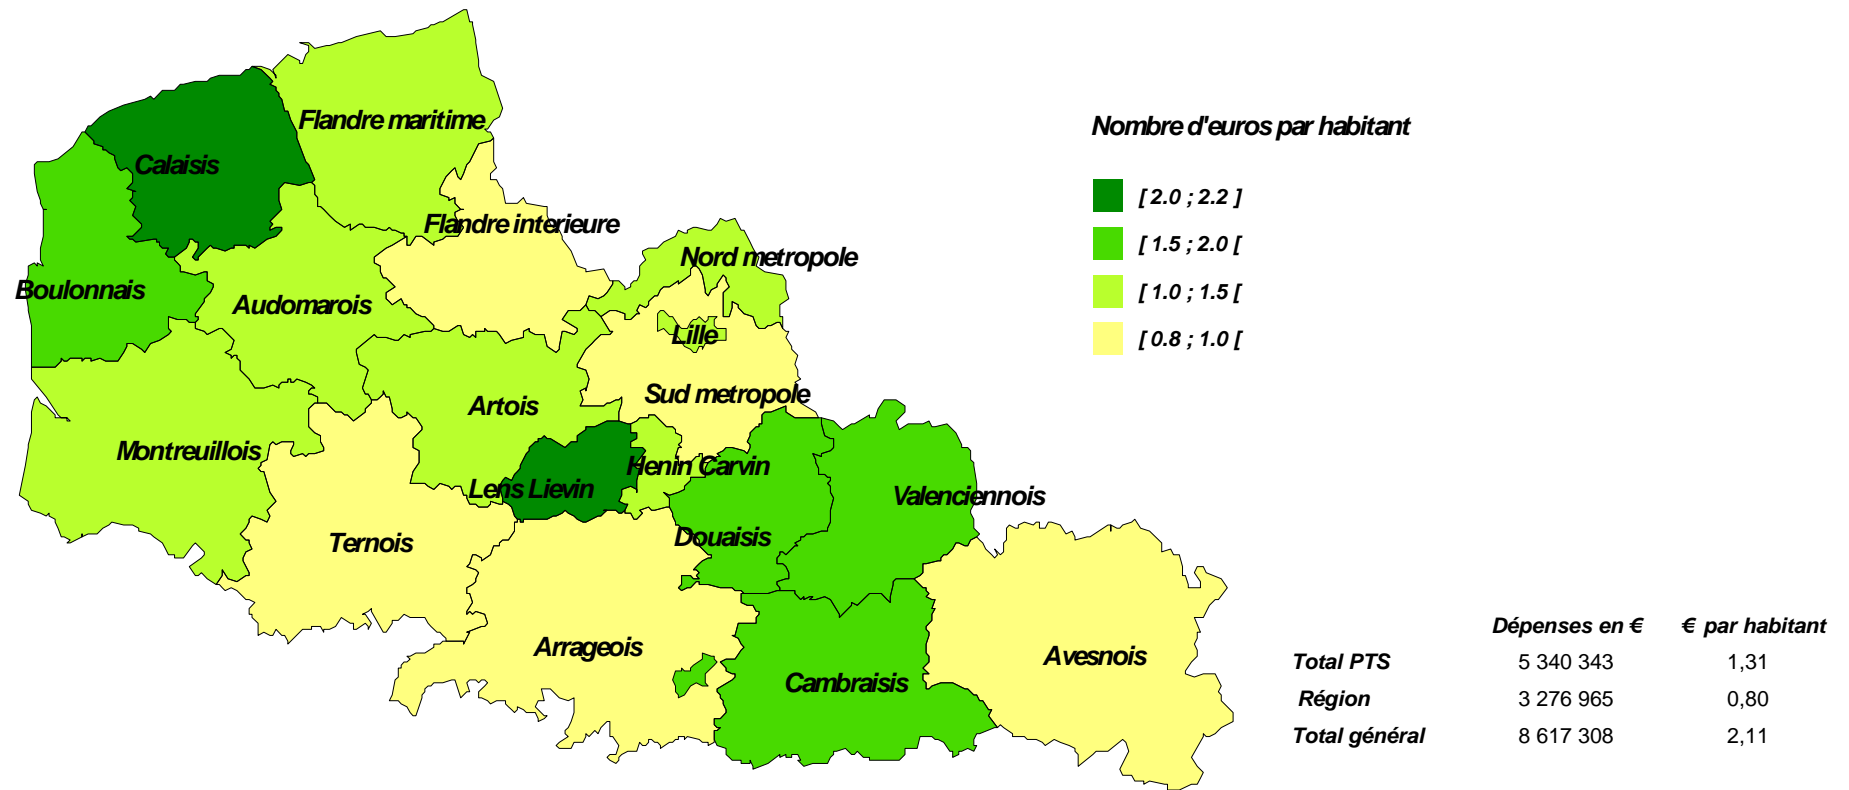 Flandre maritime
Nombre d'euros par habitant
Calaisis
[ 2.0 ; 2.2 ]
Flandre interieure
[ 1.5 ; 2.0 [
Nord metropole
Boulonnais
[ 1.0 ; 1.5 [
Audomarois
Lille
[ 0.8 ; 1.0 [
Sud metropole
Artois
Montreuillois
Henin Carvin
Lens Lievin
Valenciennois
Douaisis
Ternois
Arrageois
Avesnois
Cambraisis
Dépenses en € € par habitant
Total PTS 5 340 343 1,31
Région 3 276 965 0,80
Total général 8 617 308 2,11